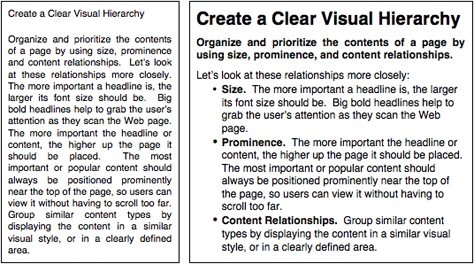 Create a Clear Visual Hierarchy
Organize and prioritize the contents
of a page by using size, prominence
and content relationships. Let's look
at these relationships more closely.
The more important a headline is, the
larger its font size should be. Big
bold headlines help to grab the user's
attention as they scan the Web page.
The more important the headline or
content, the higher up the page it
should be placed. The most
important or popular content should
always be positioned prominently
near the top of the page, so users can
view it without having to scroll too far.
Group similar content types by
displaying the content in a similar
visual style, or in a clearly defined
area.
Create a Clear Visual Hierarchy
Organize and prioritize the contents of a page by
using size, prominence, and content relationships.
Let's look at these relationships more closely:
• Size. The more important a headline is, the larger
its font size should be. Big bold headlines help to
grab the user's attention as they scan the Web
page.
• Prominence. The more important the headline or
content, the higher up the page it should be placed.
The most important or popular content should
always be positioned prominently near the top of
the page, so users can view it without having to
scroll too far.
• Content Relationships. Group similar content
types by displaying the content in a similar visual
style, or in a clearly defined area.